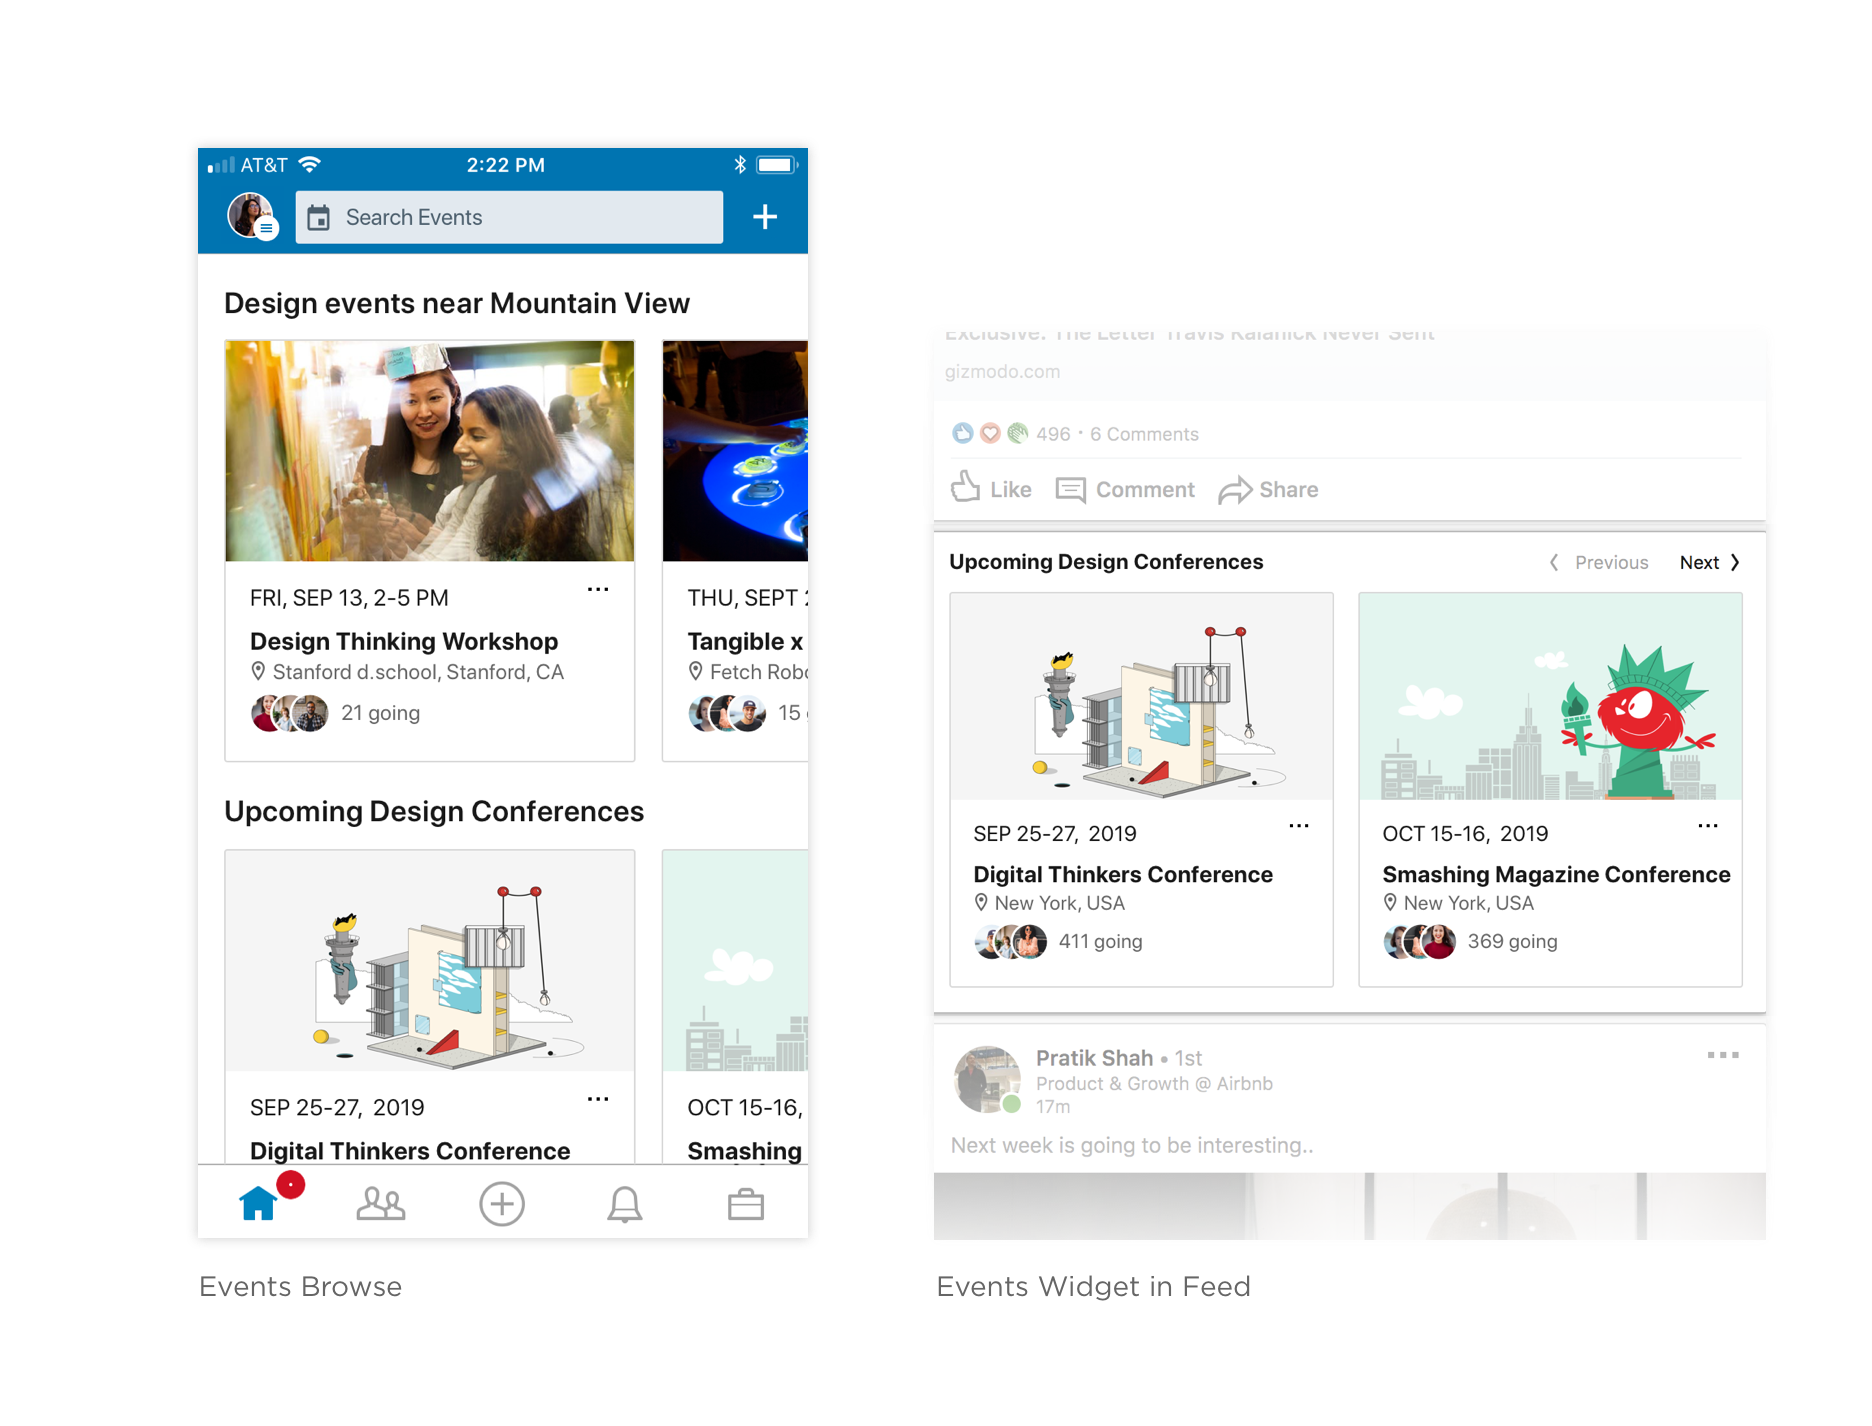 AT&T 2:22 PM
Search Events
Design events near Mountain View
FRI, SEP 13, 2-5 PM
Design Thinking Workshop
Stanford d.school, Stanford, CA
21 going
THU, SEPT
Tangible x
Fetch
15
Upcoming Design Conferences
SEP 25-27, 2019
Digital Thinkers Conference
OCT 15-16,
Smashing
Events Browse
Exclusive: The Letter Travis Kalanick Never Sent
gizmodo.com
496 • 6 Comments
Like Comment Share
Upcoming Design Conferences
Previous Next
SEP 25-27, 2019
Digital Thinkers Conference
New York, USA
411 going
OCT 15-16, 2019
Smashing Magazine Conference
New York, USA
369 going
Pratik Shah • 1st
Product & Growth @ Airbnb
17m
Next week is going to be interesting..
Events Widget in Feed